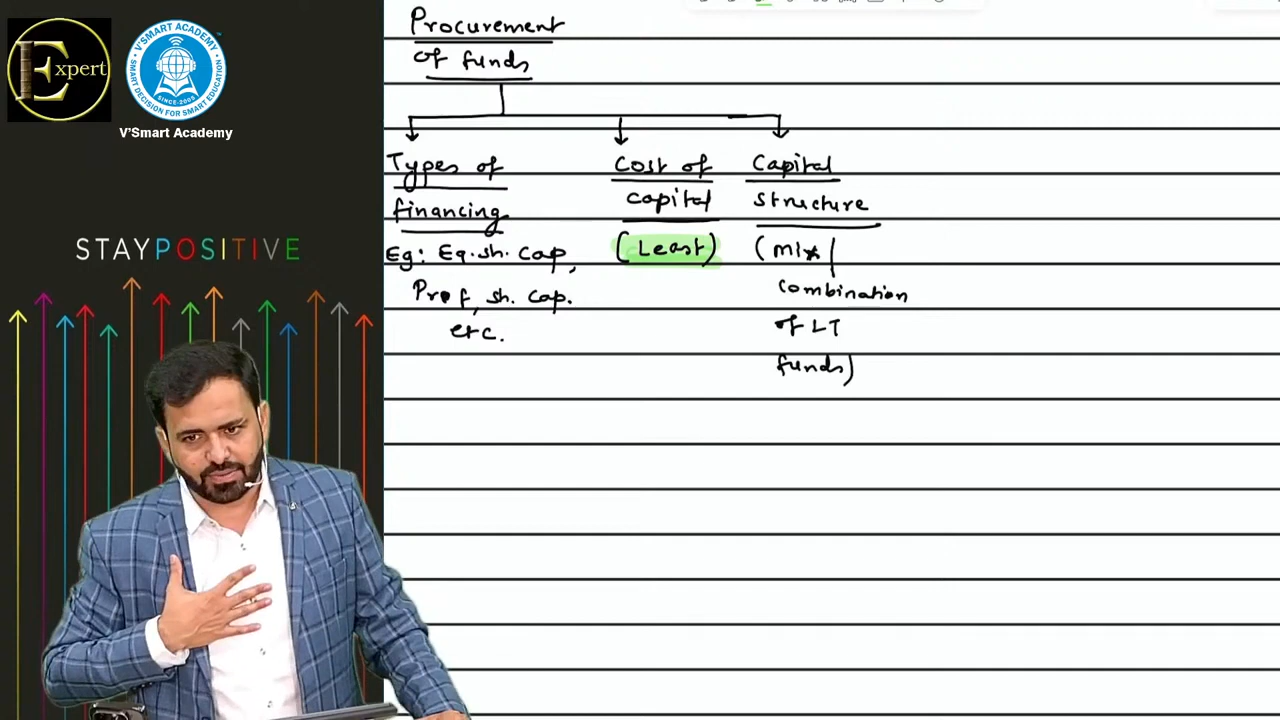 Expert
V'SMART ACADEMY
SMART DECISION FOR SMART EDUCATION
SINCE-2005
V'Smart Academy
STAYPOSITIVE
Procurement
of funds
Types of
financing
Eg: Eq.sh. Cap,
Pref, sh. Cap.
etc.
Cost of
capital
(Least)
Capital
structure
(mix/
combination
of LT
funds)